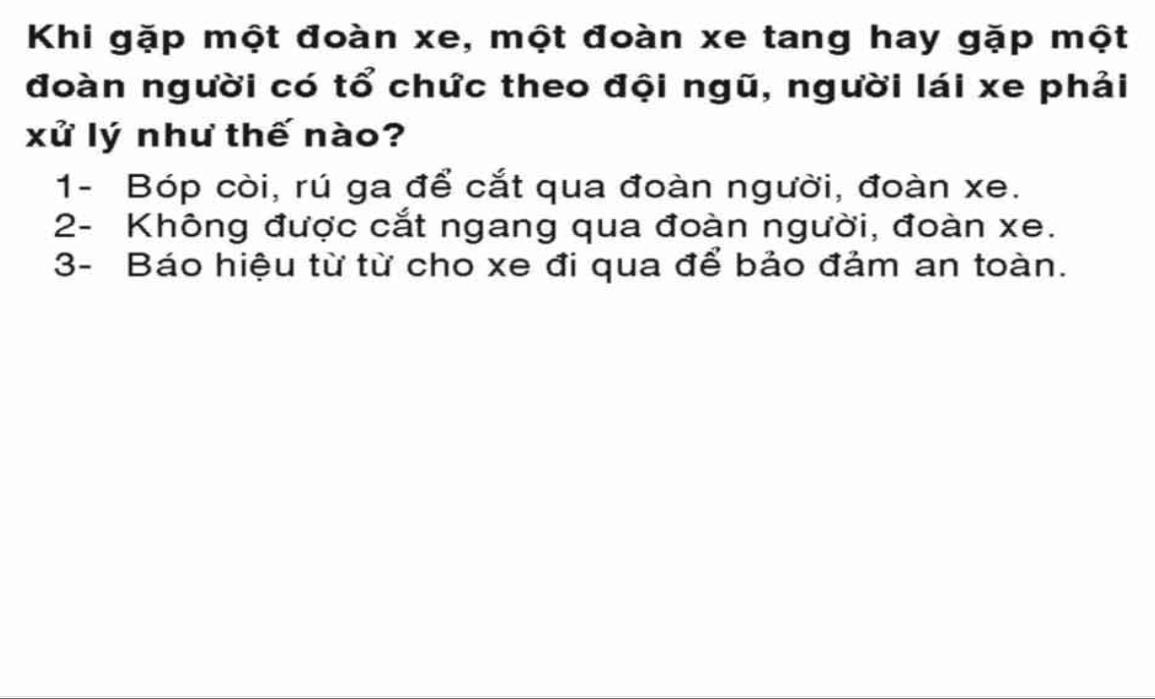 Khi gặp một đoàn xe, một đoàn xe tang hay gặp một
đoàn người có tổ chức theo đội ngũ, người lái xe phải
xử lý như thế nào?
1- Bóp còi, rú ga để cắt qua đoàn người, đoàn xe.
2- Không được cắt ngang qua đoàn người, đoàn xe.
3- Báo hiệu từ từ cho xe đi qua để bảo đảm an toàn.